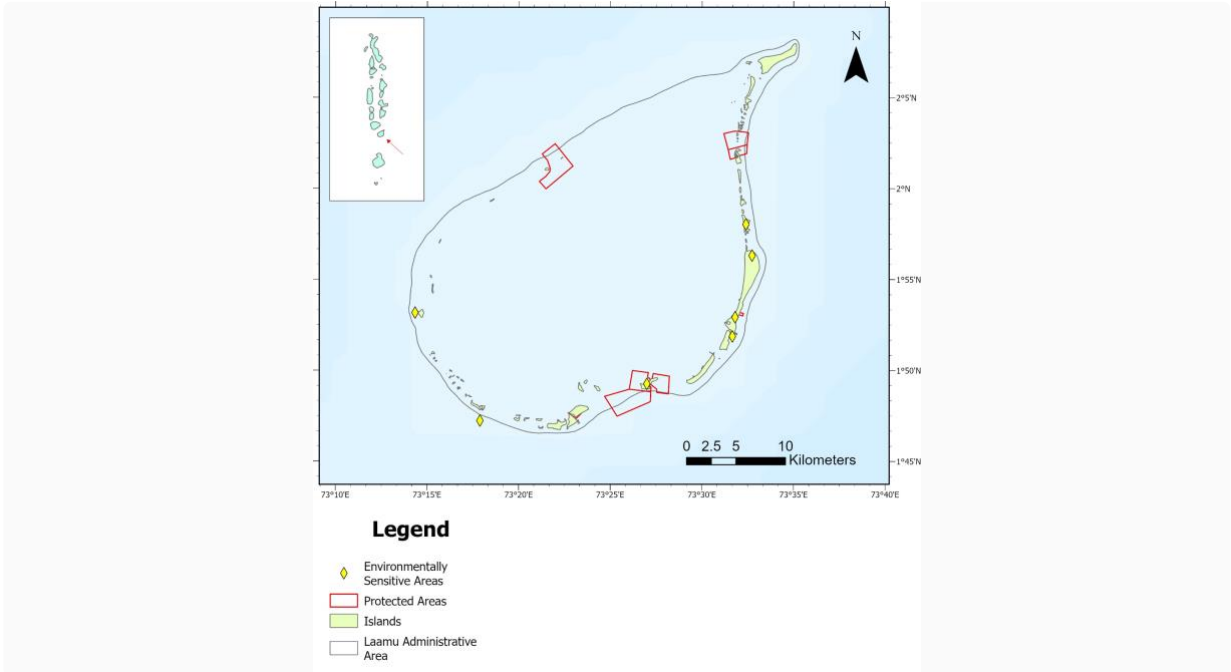 N
2°5'N
2°N
1°55'N
1°50'N
1°45'N
0 2.5 5 10
Kilometers
73°10'E 73°15'E 73°20'E 73°25'E 73°30'E 73°35'E 73°40'E
Legend
Environmentally
Sensitive Areas
Protected Areas
Islands
Laamu Administrative
Area